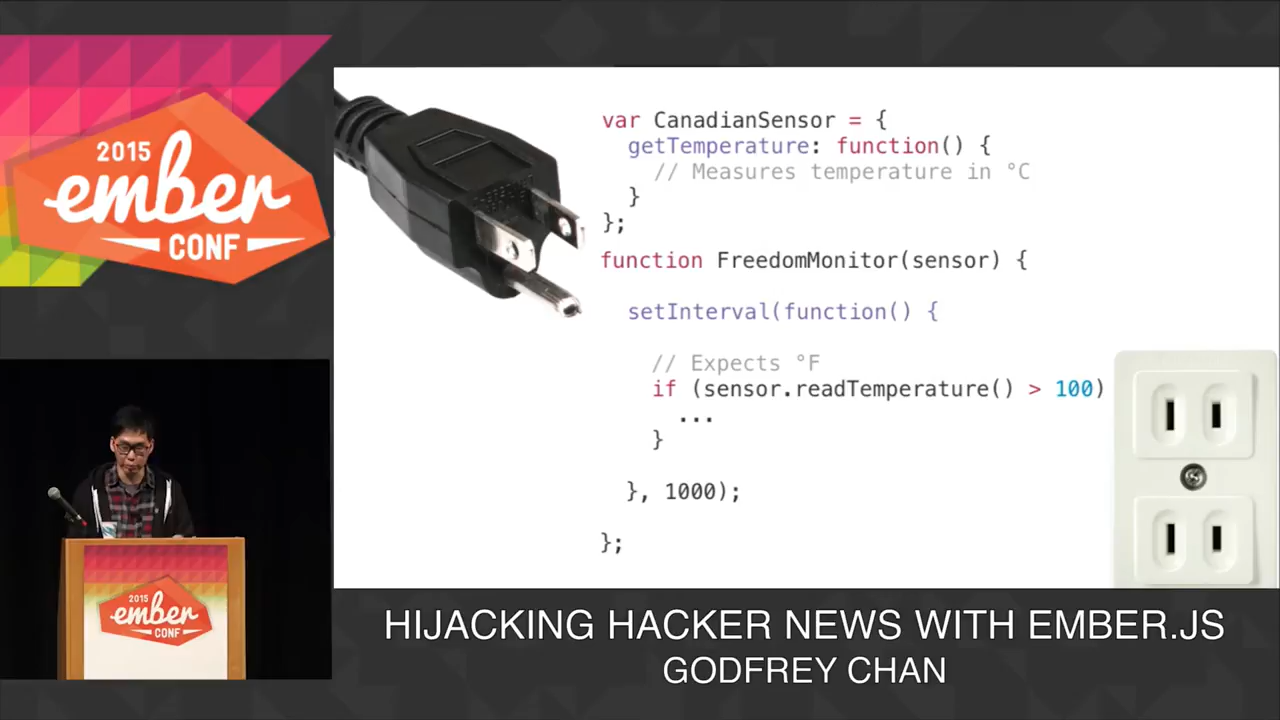 2015
ember
CONF
var CanadianSensor = {
getTemperature: function() {
// Measures temperature in °C
}
};
function FreedomMonitor(sensor) {
setInterval(function() {
// Expects °F
if (sensor.readTemperature() > 100)
...
}
}, 1000);
};
2015
ember
CONF
HIJACKING HACKER NEWS WITH EMBER.JS
GODFREY CHAN